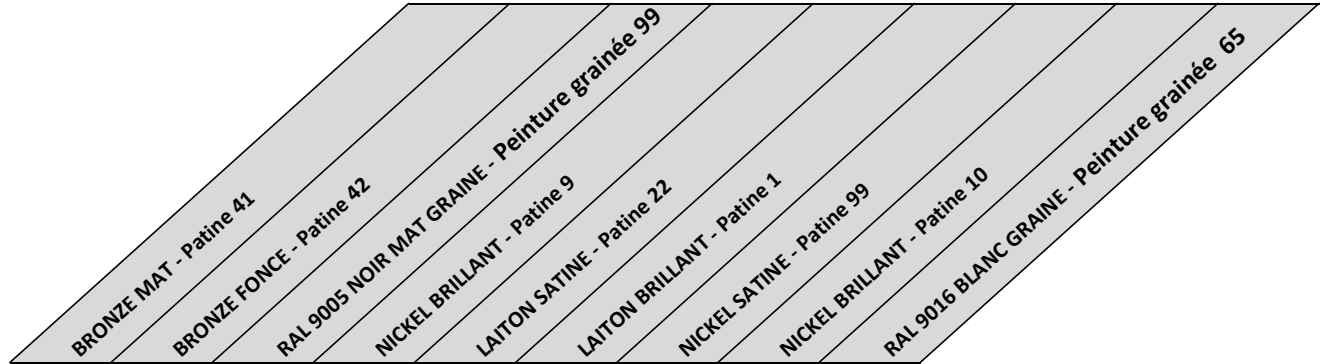 BRONZE MAT - Patine 41
BRONZE FONCE - Patine 42
RAL 9005 NOIR MAT GRAINE - Peinture grainée 99
NICKEL BRILLANT - Patine 9
LAITON SATINE - Patine 22
LAITON BRILLANT - Patine 1
NICKEL SATINE - Patine 99
NICKEL BRILLANT - Patine 10
RAL 9016 BLANC GRAINE - Peinture grainée 65